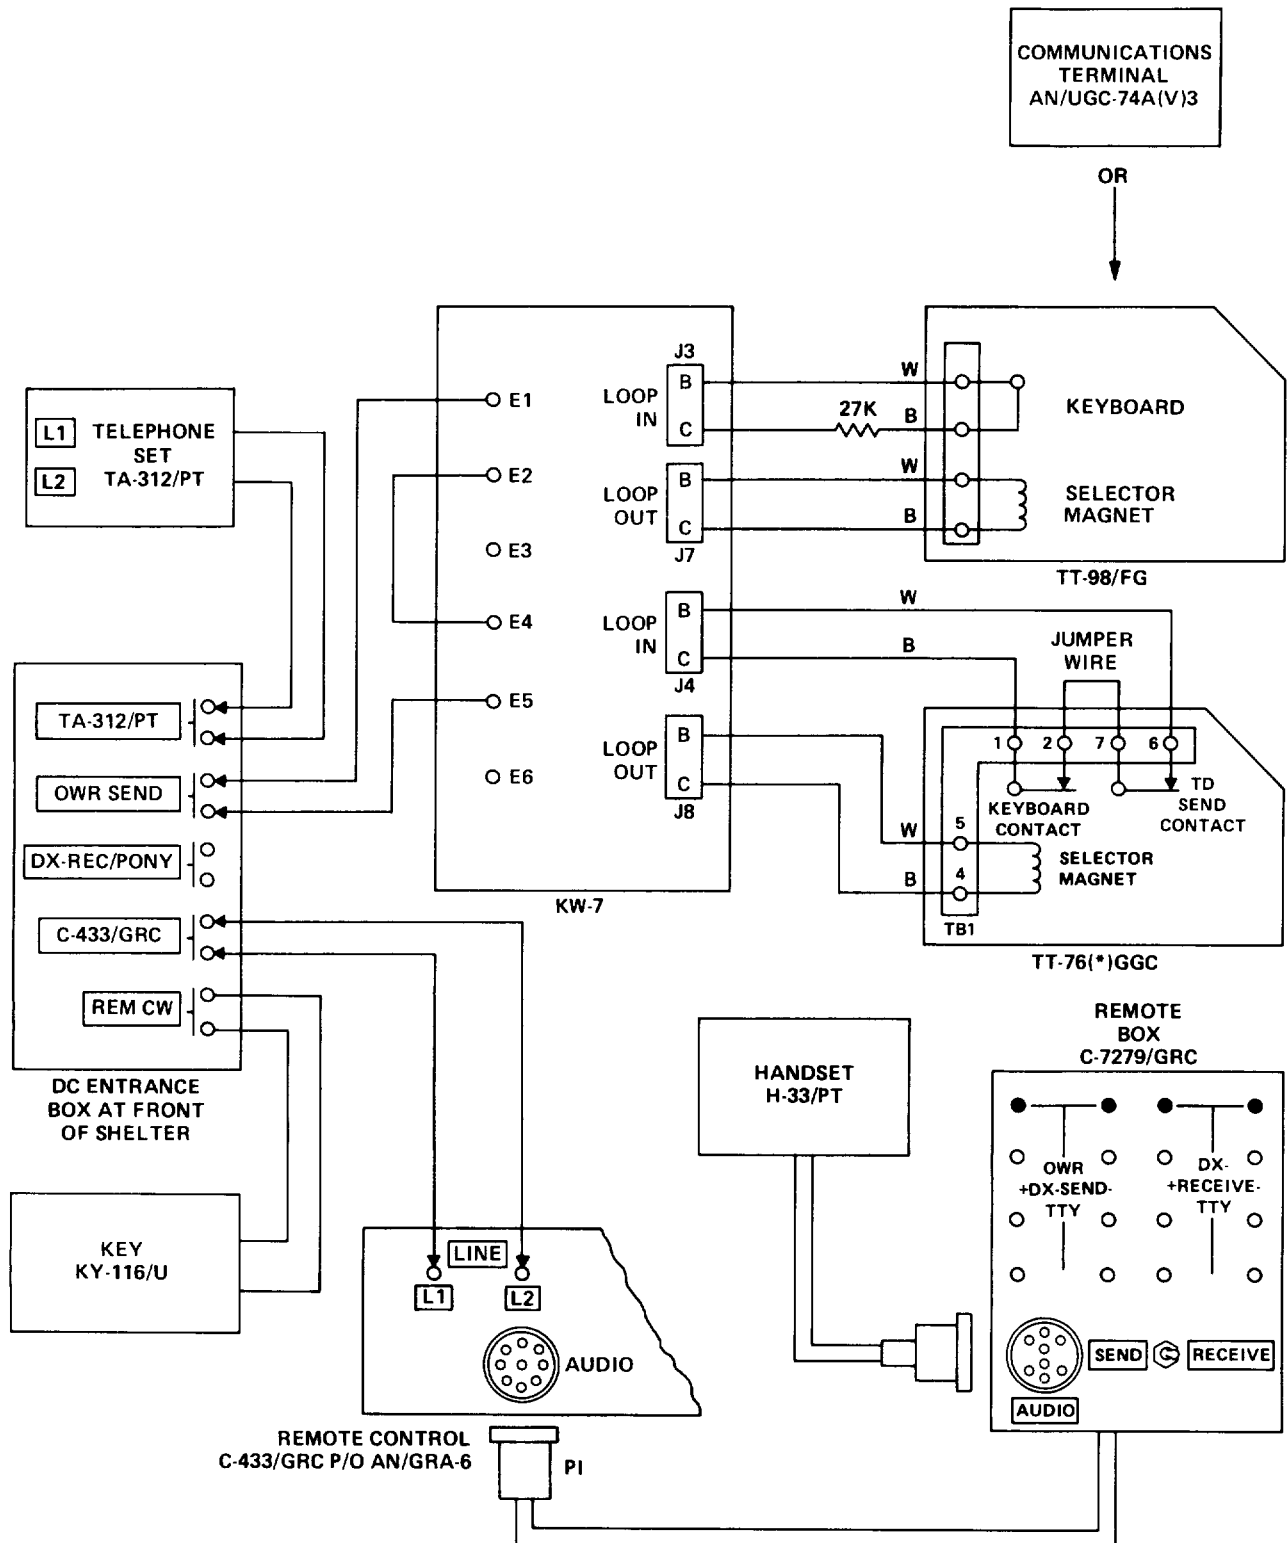 COMMUNICATIONS
TERMINAL
AN/UGC-74A(V)3
OR
L1
TELEPHONE
SET
L2
TA-312/PT
E1
E2
E3
E4
E5
E6
J3
LOOP
IN
B
C
LOOP
OUT
B
C
J7
LOOP
IN
B
C
J4
LOOP
OUT
B
C
J8
KW-7
W
27K
B
W
B
KEYBOARD
SELECTOR
MAGNET
TT-98/FG
W
B
JUMPER
WIRE
1
2
7
6
KEYBOARD
CONTACT
TD
SEND
CONTACT
W
5
B
4
SELECTOR
MAGNET
TB1
TT-76(*)GGC
TA-312/PT
OWR SEND
DX-REC/PONY
C-433/GRC
REM CW
DC ENTRANCE
BOX AT FRONT
OF SHELTER
KEY
KY-116/U
HANDSET
H-33/PT
REMOTE
BOX
C-7279/GRC
OWR
+DX-SEND-
TTY
DX-
+RECEIVE-
TTY
SEND
RECEIVE
AUDIO
LINE
L1
L2
AUDIO
REMOTE CONTROL
C-433/GRC P/O AN/GRA-6
PI